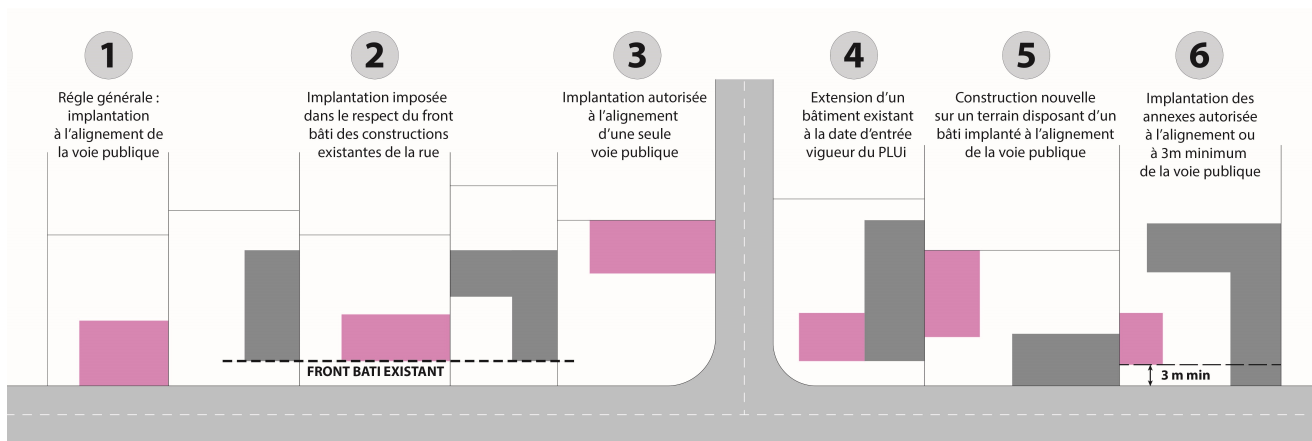 1
Régle générale :
implantation
à l'alignement de
la voie publique
2
Implantation imposée
dans le respect du front
bâti des constructions
existantes de la rue
3
Implantation autorisée
à l'alignement
d'une seule
voie publique
4
Extension d'un
bâtiment existant
à la date d'entrée
vigueur du PLUi
5
Construction nouvelle
sur un terrain disposant d'un
bâti implanté à l'alignement
de la voie publique
6
Implantation des
annexes autorisée
à l'alignement ou
à 3m minimum
de la voie publique
FRONT BATI EXISTANT
3 m min